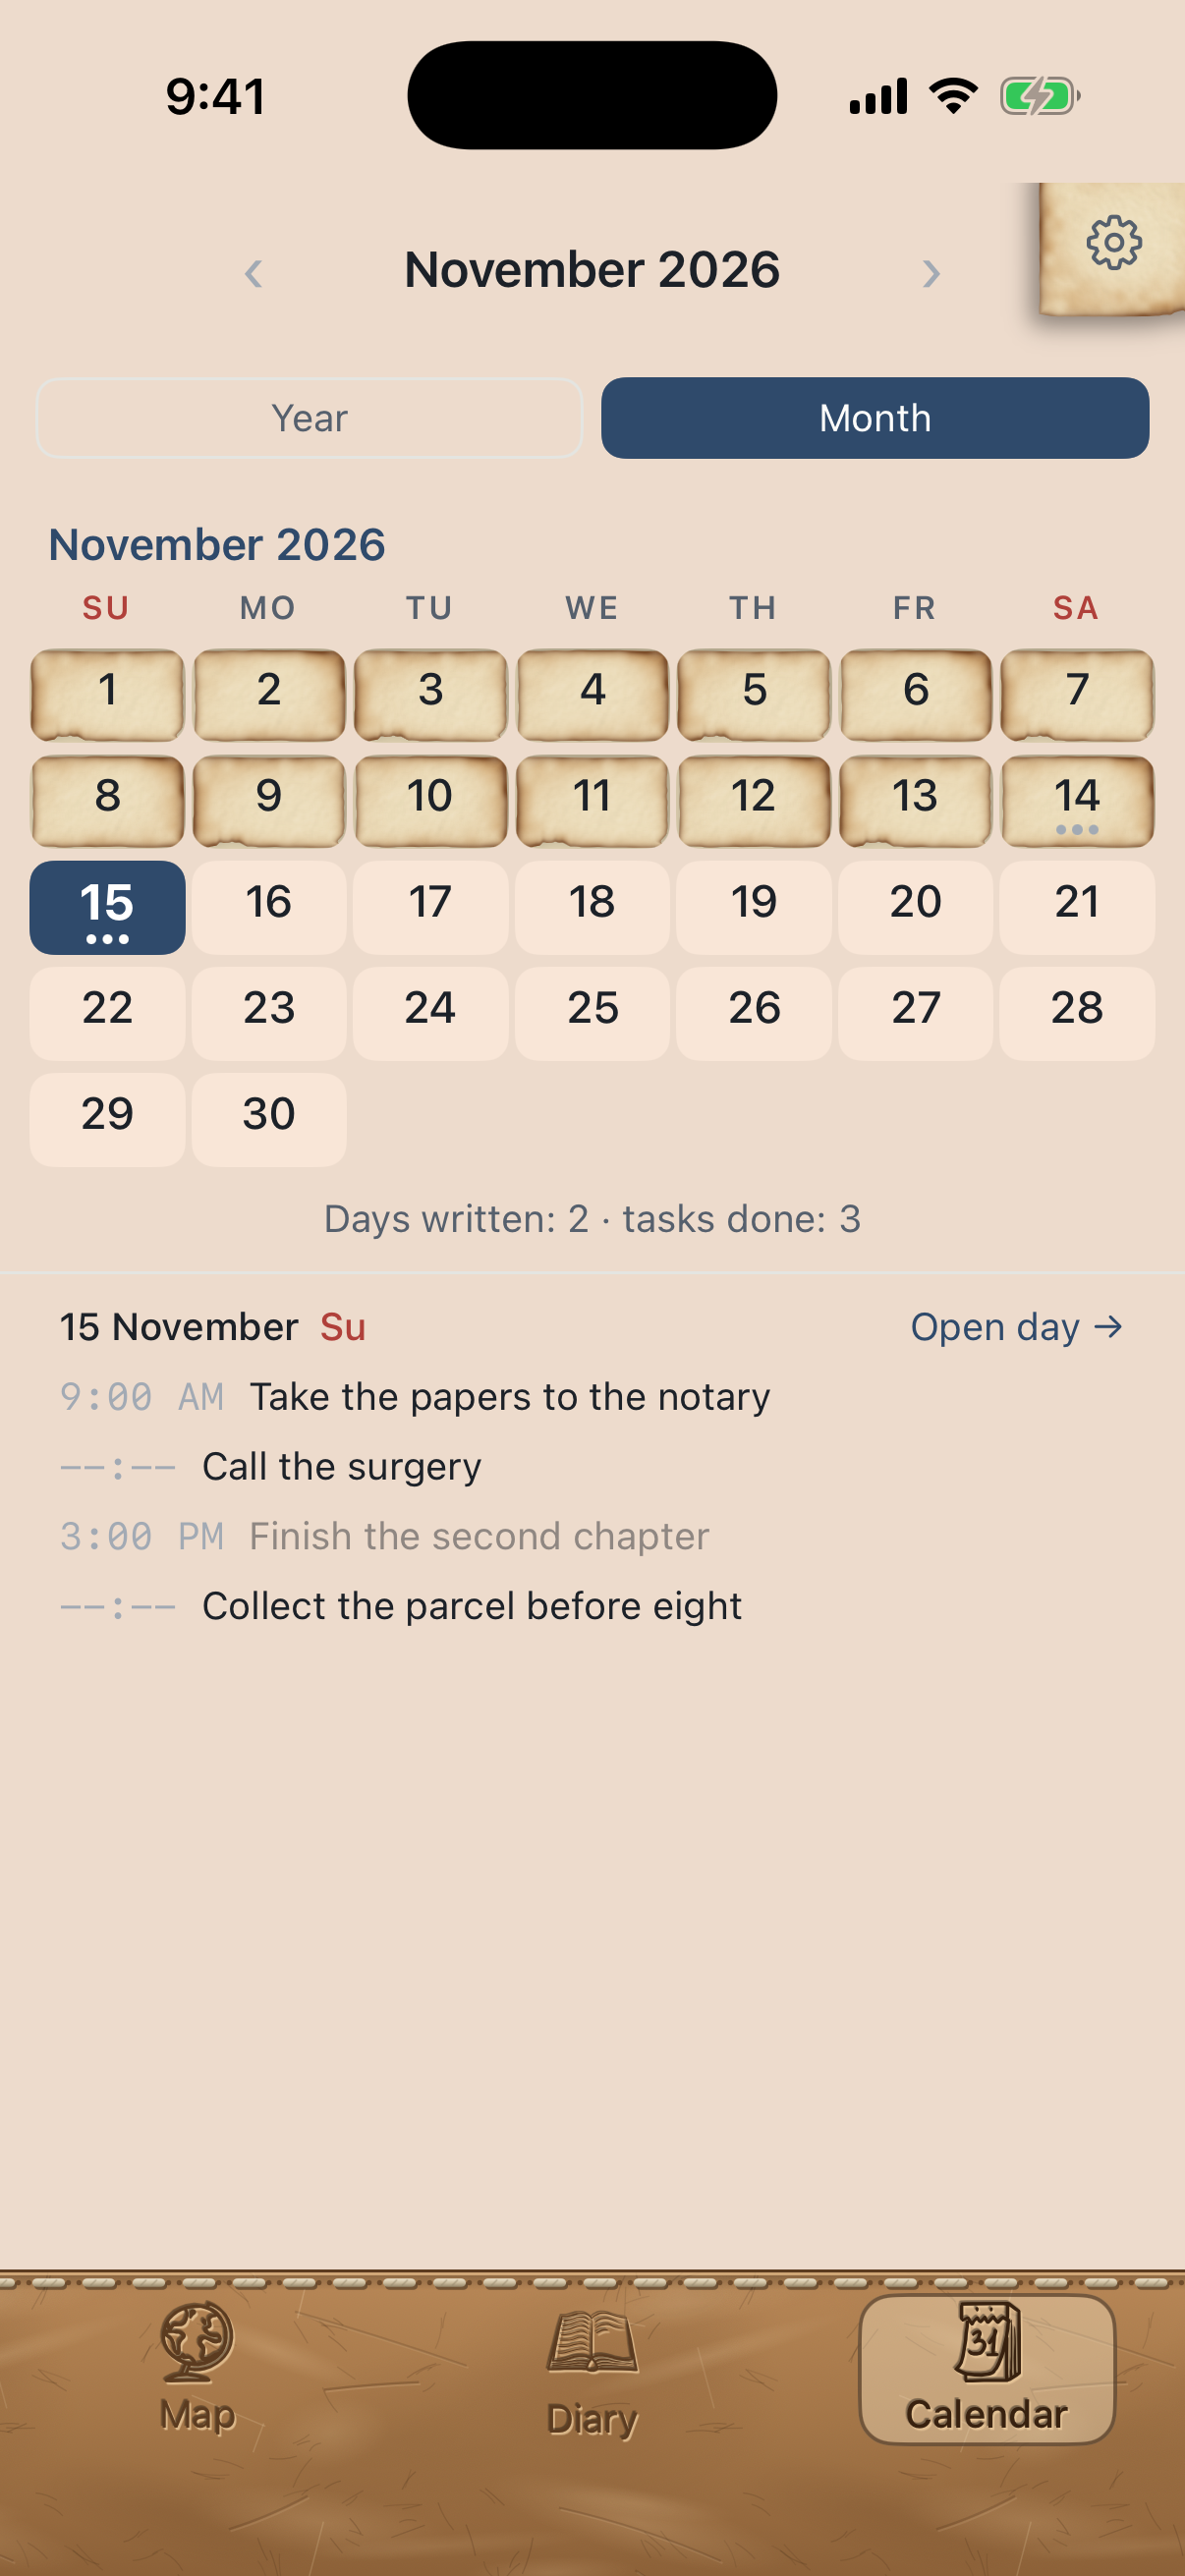 9:41
‹ November 2026 ›
Year Month
November 2026
SU MO TU WE TH FR SA
1 2 3 4 5 6 7
8 9 10 11 12 13 14
15 16 17 18 19 20 21
22 23 24 25 26 27 28
29 30
Days written: 2 · tasks done: 3
15 November Su Open day →
9:00 AM Take the papers to the notary
--:-- Call the surgery
3:00 PM Finish the second chapter
--:-- Collect the parcel before eight
31
Map Diary Calendar